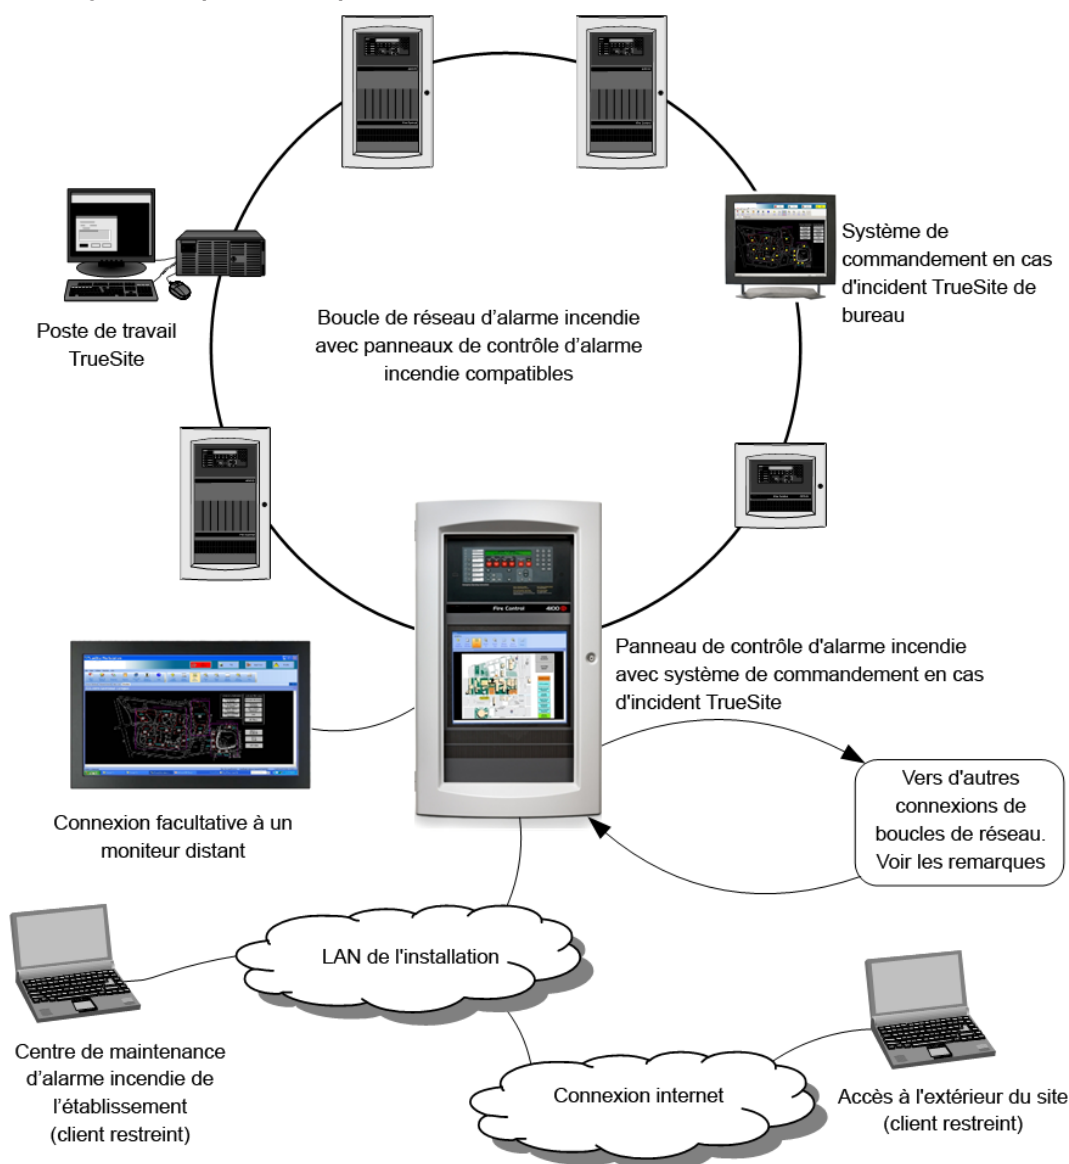 Système de
commandement en cas
d'incident TrueSite de
bureau
Poste de travail
TrueSite
Boucle de réseau d’alarme incendie
avec panneaux de contrôle d’alarme
incendie compatibles
Fire Control 4100
Panneau de contrôle d'alarme incendie
avec système de commandement en cas
d'incident TrueSite
Connexion facultative à un
moniteur distant
Vers d'autres
connexions de
boucles de réseau.
Voir les remarques
LAN de l'installation
Centre de maintenance
d’alarme incendie de
l’établissement
(client restreint)
Connexion internet
Accès à l'extérieur du site
(client restreint)